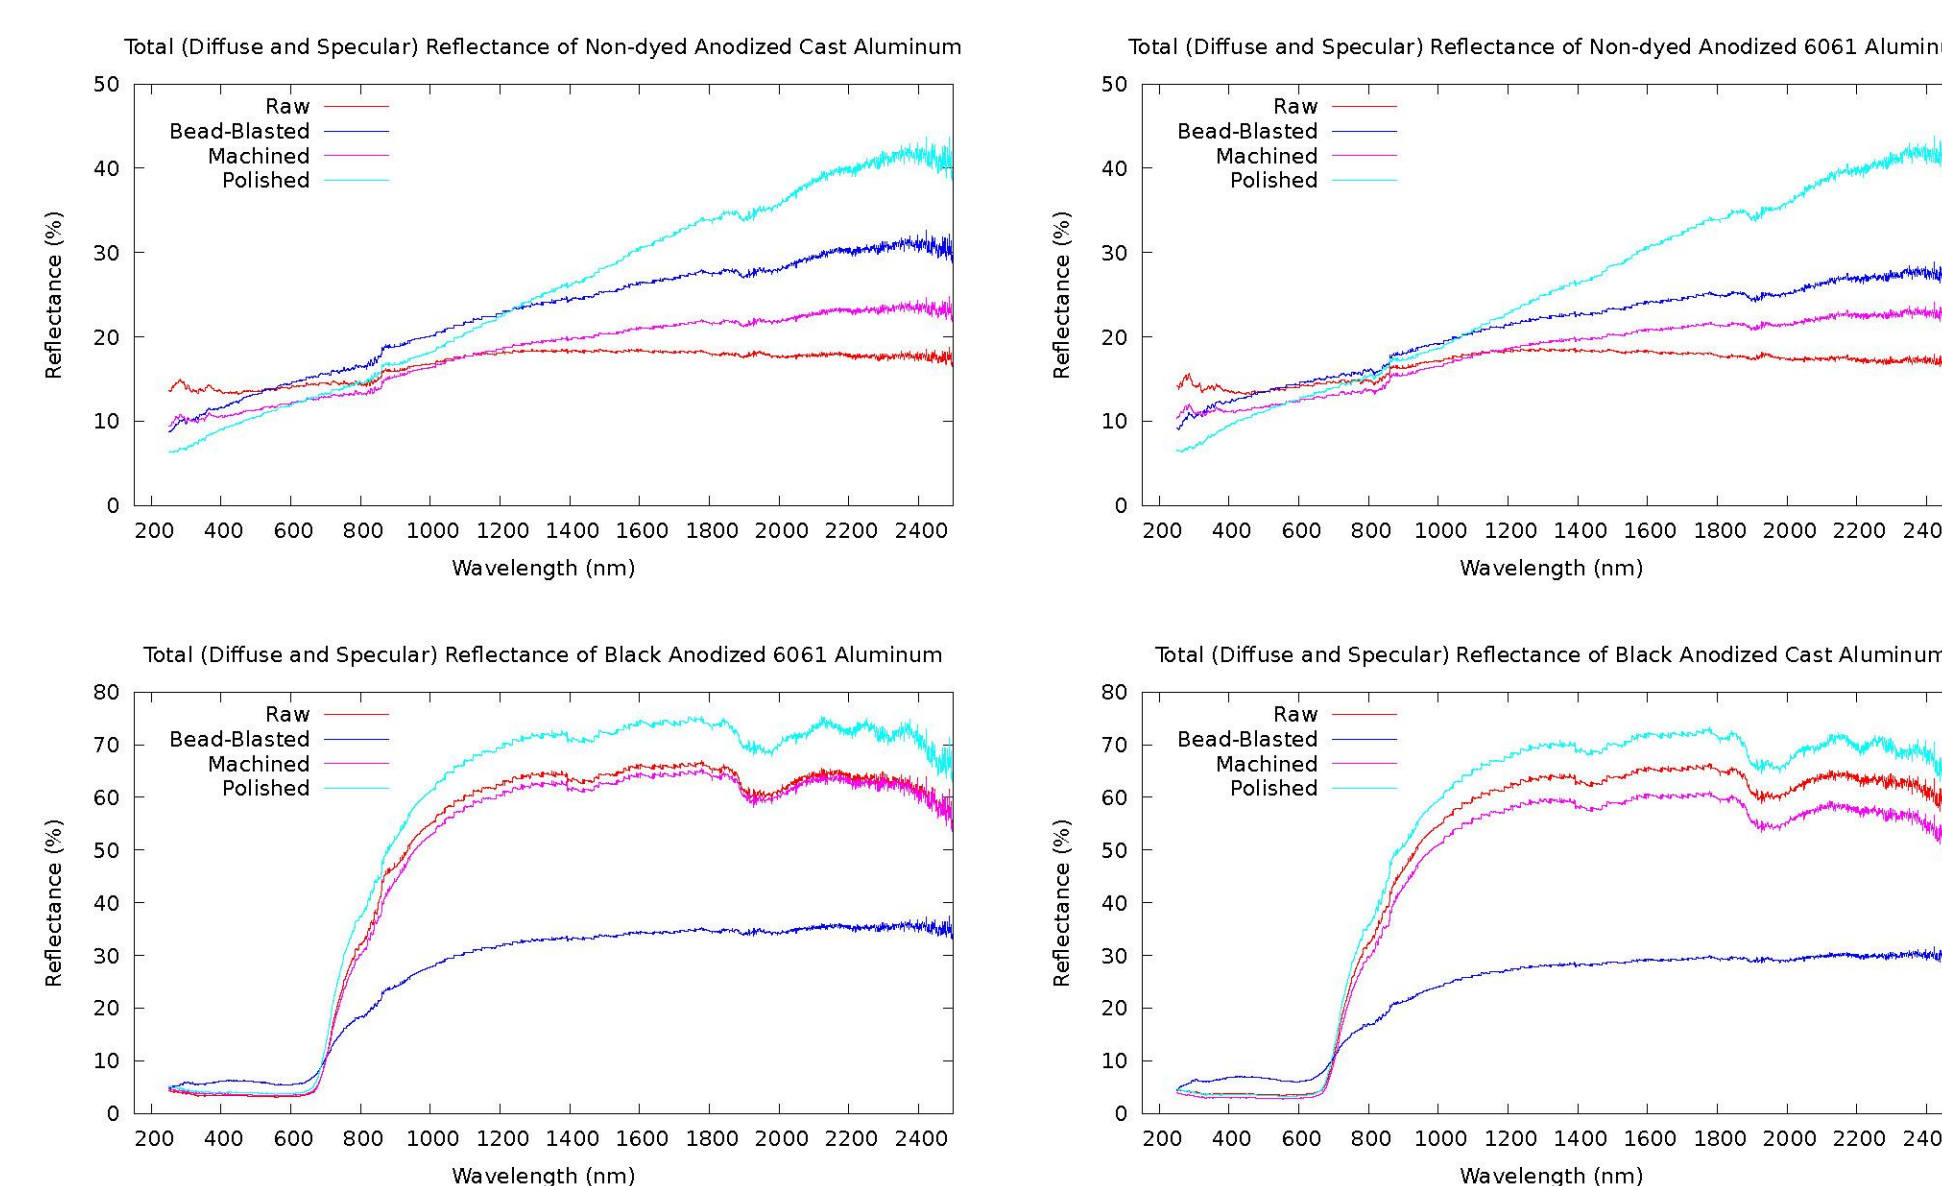 Total (Diffuse and Specular) Reflectance of Non-dyed Anodized Cast Aluminum
50
40
30
20
10
0
Reflectance (%)
Raw
Bead-Blasted
Machined
Polished
200 400 600 800 1000 1200 1400 1600 1800 2000 2200 2400
Wavelength (nm)
Total (Diffuse and Specular) Reflectance of Non-dyed Anodized 6061
50
40
30
20
10
0
Reflectance (%)
Raw
Bead-Blasted
Machined
Polished
200 400 600 800 1000 1200 1400 1600 1800 2000 2200
Wavelength (nm)
Total (Diffuse and Specular) Reflectance of Black Anodized 6061 Aluminum
80
70
60
50
40
30
20
10
0
Reflectance (%)
Raw
Bead-Blasted
Machined
Polished
200 400 600 800 1000 1200 1400 1600 1800 2000 2200 2400
Wavelength (nm)
Total (Diffuse and Specular) Reflectance of Black Anodized Cast Aluminum
80
70
60
50
40
30
20
10
0
Reflectance (%)
Raw
Bead-Blasted
Machined
Polished
200 400 600 800 1000 1200 1400 1600 1800 2000 2200
Wavelength (nm)